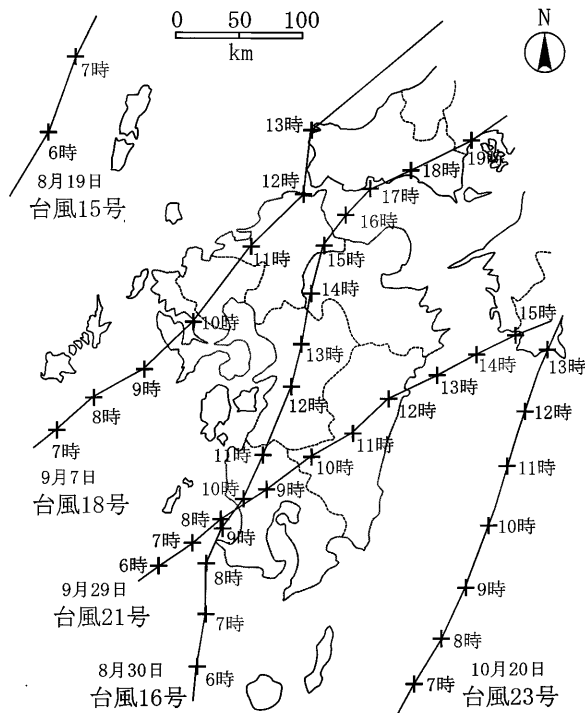 0 50 100
km
N
7時
6時
8月19日
台風15号
13時
12時
11時
10時
9時
8時
7時
9月7日
台風18号
19時
18時
17時
16時
15時
14時
13時
12時
11時
10時
9時
8時
7時
6時
8月30日
台風16号
15時
14時
13時
12時
11時
10時
9時
8時
7時
6時
9月29日
台風21号
13時
12時
11時
10時
9時
8時
7時
10月20日
台風23号